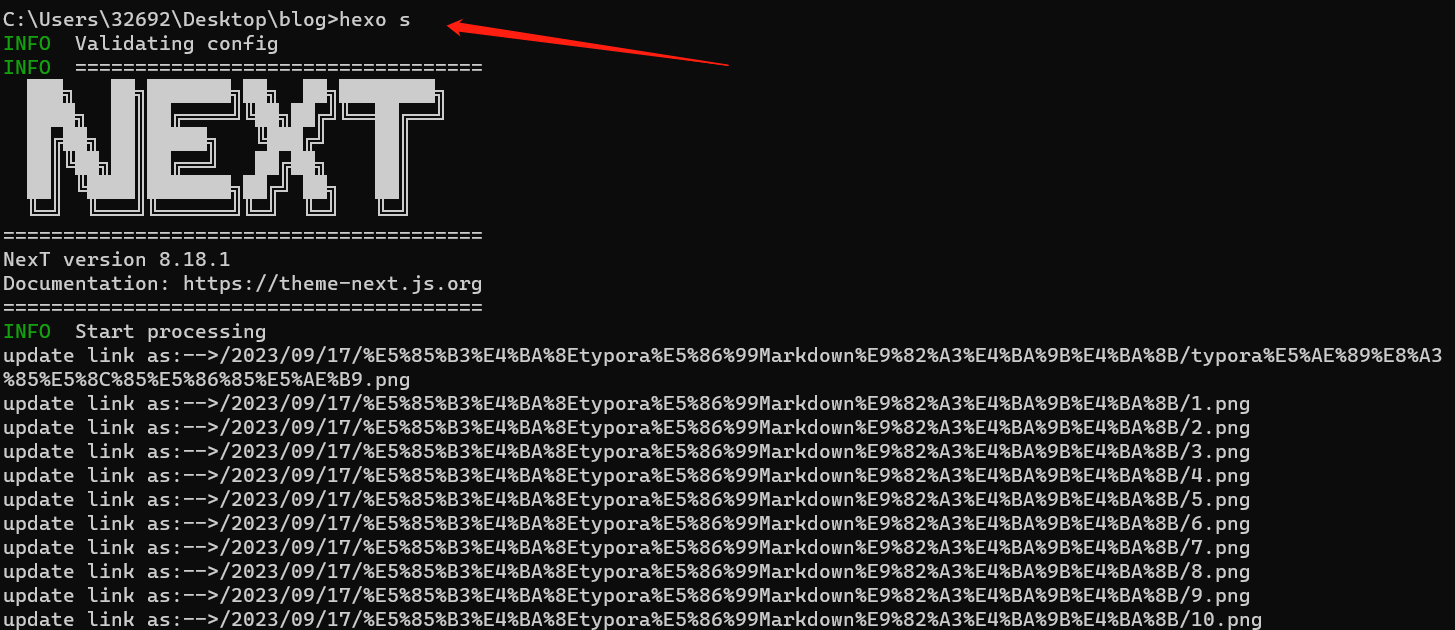 C:\Users\32692\Desktop\blog>hexo s
INFO  Validating config
INFO  ==================================
NEXT
========================================
NexT version 8.18.1
Documentation: https://theme-next.js.org
========================================
INFO  Start processing
update link as:-->/2023/09/17/%E5%85%B3%E4%BA%8Etypora%E5%86%99Markdown%E9%82%A3%E4%BA%9B%E4%BA%8B/typora%E5%AE%89%E8%A3
%85%E5%8C%85%E5%86%85%E5%AE%B9.png
update link as:-->/2023/09/17/%E5%85%B3%E4%BA%8Etypora%E5%86%99Markdown%E9%82%A3%E4%BA%9B%E4%BA%8B/1.png
update link as:-->/2023/09/17/%E5%85%B3%E4%BA%8Etypora%E5%86%99Markdown%E9%82%A3%E4%BA%9B%E4%BA%8B/2.png
update link as:-->/2023/09/17/%E5%85%B3%E4%BA%8Etypora%E5%86%99Markdown%E9%82%A3%E4%BA%9B%E4%BA%8B/3.png
update link as:-->/2023/09/17/%E5%85%B3%E4%BA%8Etypora%E5%86%99Markdown%E9%82%A3%E4%BA%9B%E4%BA%8B/4.png
update link as:-->/2023/09/17/%E5%85%B3%E4%BA%8Etypora%E5%86%99Markdown%E9%82%A3%E4%BA%9B%E4%BA%8B/5.png
update link as:-->/2023/09/17/%E5%85%B3%E4%BA%8Etypora%E5%86%99Markdown%E9%82%A3%E4%BA%9B%E4%BA%8B/6.png
update link as:-->/2023/09/17/%E5%85%B3%E4%BA%8Etypora%E5%86%99Markdown%E9%82%A3%E4%BA%9B%E4%BA%8B/7.png
update link as:-->/2023/09/17/%E5%85%B3%E4%BA%8Etypora%E5%86%99Markdown%E9%82%A3%E4%BA%9B%E4%BA%8B/8.png
update link as:-->/2023/09/17/%E5%85%B3%E4%BA%8Etypora%E5%86%99Markdown%E9%82%A3%E4%BA%9B%E4%BA%8B/9.png
update link as:-->/2023/09/17/%E5%85%B3%E4%BA%8Etypora%E5%86%99Markdown%E9%82%A3%E4%BA%9B%E4%BA%8B/10.png